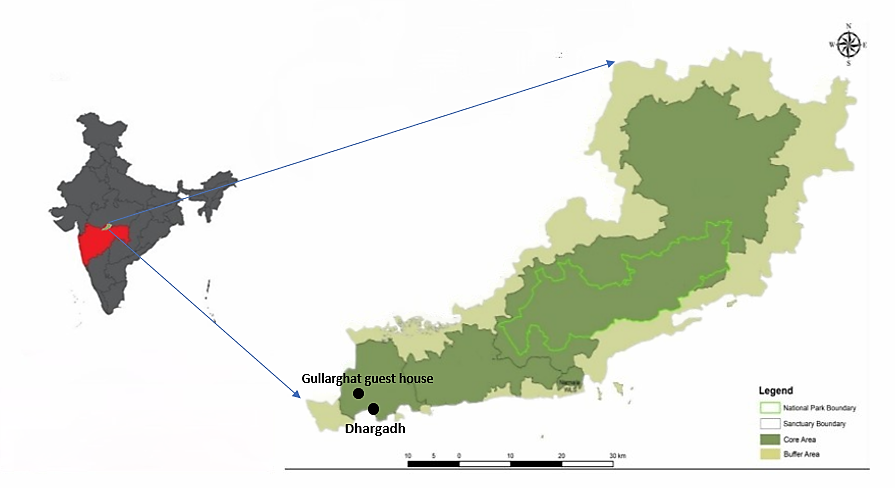 N
W
E
S
Gullarghat guest house
Dhargadh
Legend
National Park Boundary
Sanctuary Boundary
Core Area
Buffer Area
10 5 0 10 20 30 km